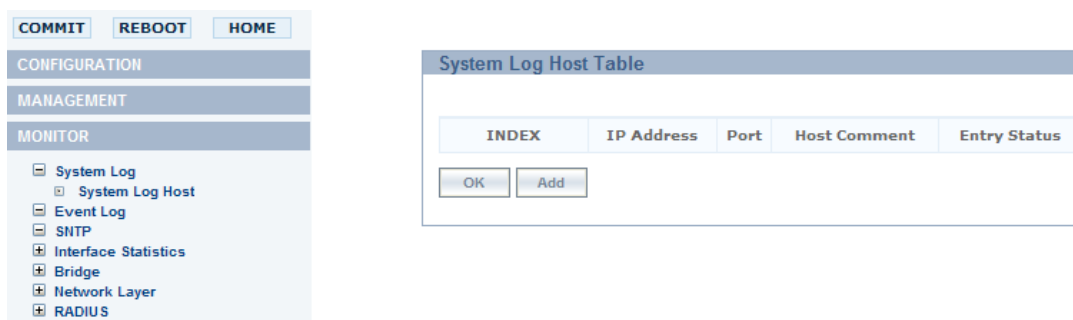 COMMIT REBOOT HOME
CONFIGURATION
MANAGEMENT
MONITOR
System Log
System Log Host
Event Log
SNTP
Interface Statistics
Bridge
Network Layer
RADIUS
System Log Host Table
INDEX IP Address Port Host Comment Entry Status
OK Add